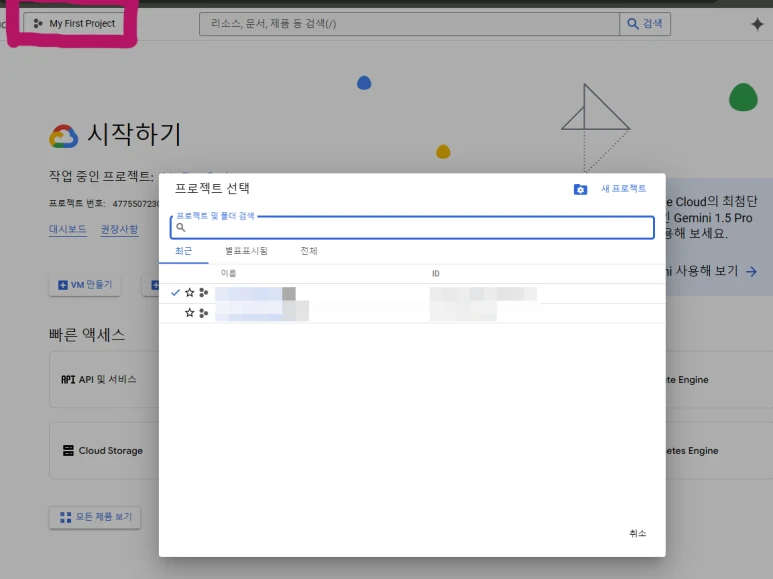 My First Project
리소스, 문서, 제품 등 검색(/)
검색
시작하기
작업 중인 프로젝트:
프로젝트 번호: 4775507230
대시보드
권장사항
VM 만들기
빠른 액세스
API API 및 서비스
Cloud Storage
모든 제품 보기
프로젝트 선택
새 프로젝트
프로젝트 및 폴더 검색
최근
별표표시됨
전체
이름
ID
취소
e Cloud의 최첨단
Gemini 1.5 Pro
용해 보세요.
사용해 보기
te Engine
etes Engine